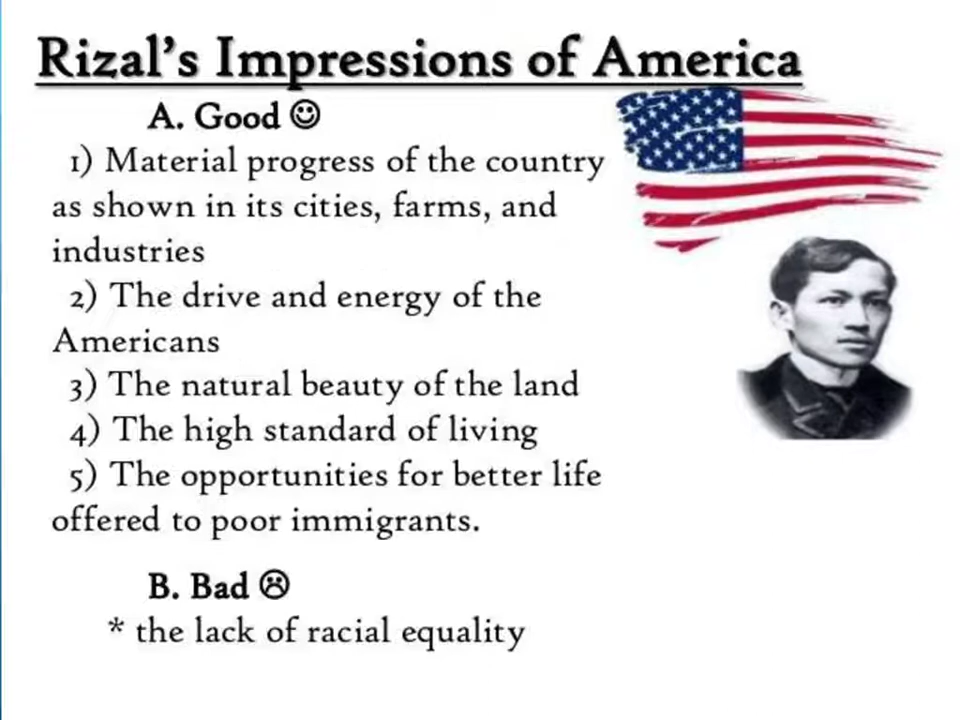 Rizal’s Impressions of America
A. Good ☺
1) Material progress of the country
as shown in its cities, farms, and
industries
2) The drive and energy of the
Americans
3) The natural beauty of the land
4) The high standard of living
5) The opportunities for better life
offered to poor immigrants.
B. Bad ☹
* the lack of racial equality